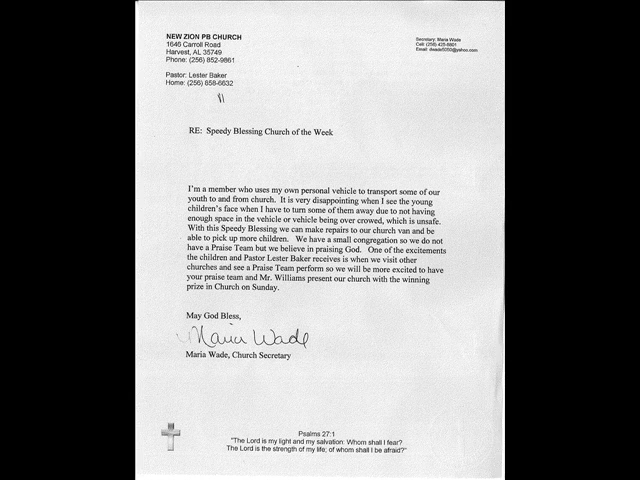 NEW ZION PB CHURCH
1646 Carroll Road
Harvest, AL 35749
Phone: (256) 852-9861
Pastor: Lester Baker
Home: (256) 858-6632
Secretary: Maria Wade
Cell: (256) 425-8801
Email: dwade5050@yahoo.com
RE: Speedy Blessing Church of the Week
I'm a member who uses my own personal vehicle to transport some of our
youth to and from church. It is very disappointing when I see the young
children's face when I have to turn some of them away due to not having
enough space in the vehicle or vehicle being over crowed, which is unsafe.
With this Speedy Blessing we can make repairs to our church van and be
able to pick up more children. We have a small congregation so we do not
have a Praise Team but we believe in praising God. One of the excitements
the children and Pastor Lester Baker receives is when we visit other
churches and see a Praise Team perform so we will be more excited to have
your praise team and Mr. Williams present our church with the winning
prize in Church on Sunday.
May God Bless,
Maria Wade
Maria Wade, Church Secretary
Psalms 27:1
"The Lord is my light and my salvation: Whom shall I fear?
The Lord is the strength of my life; of whom shall I be afraid?"